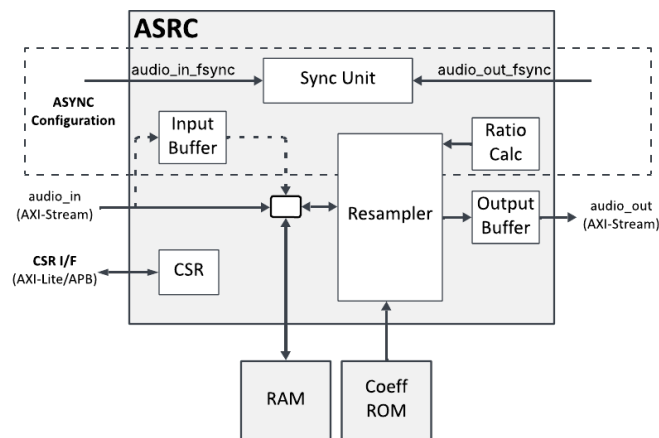 ASRC
audio_in_fsync
Sync Unit
audio_out_fsync
ASYNC
Configuration
Input
Buffer
Ratio
Calc
audio_in
(AXI-Stream)
Resampler
Output
Buffer
audio_out
(AXI-Stream)
CSR I/F
(AXI-Lite/APB)
CSR
RAM
Coeff
ROM